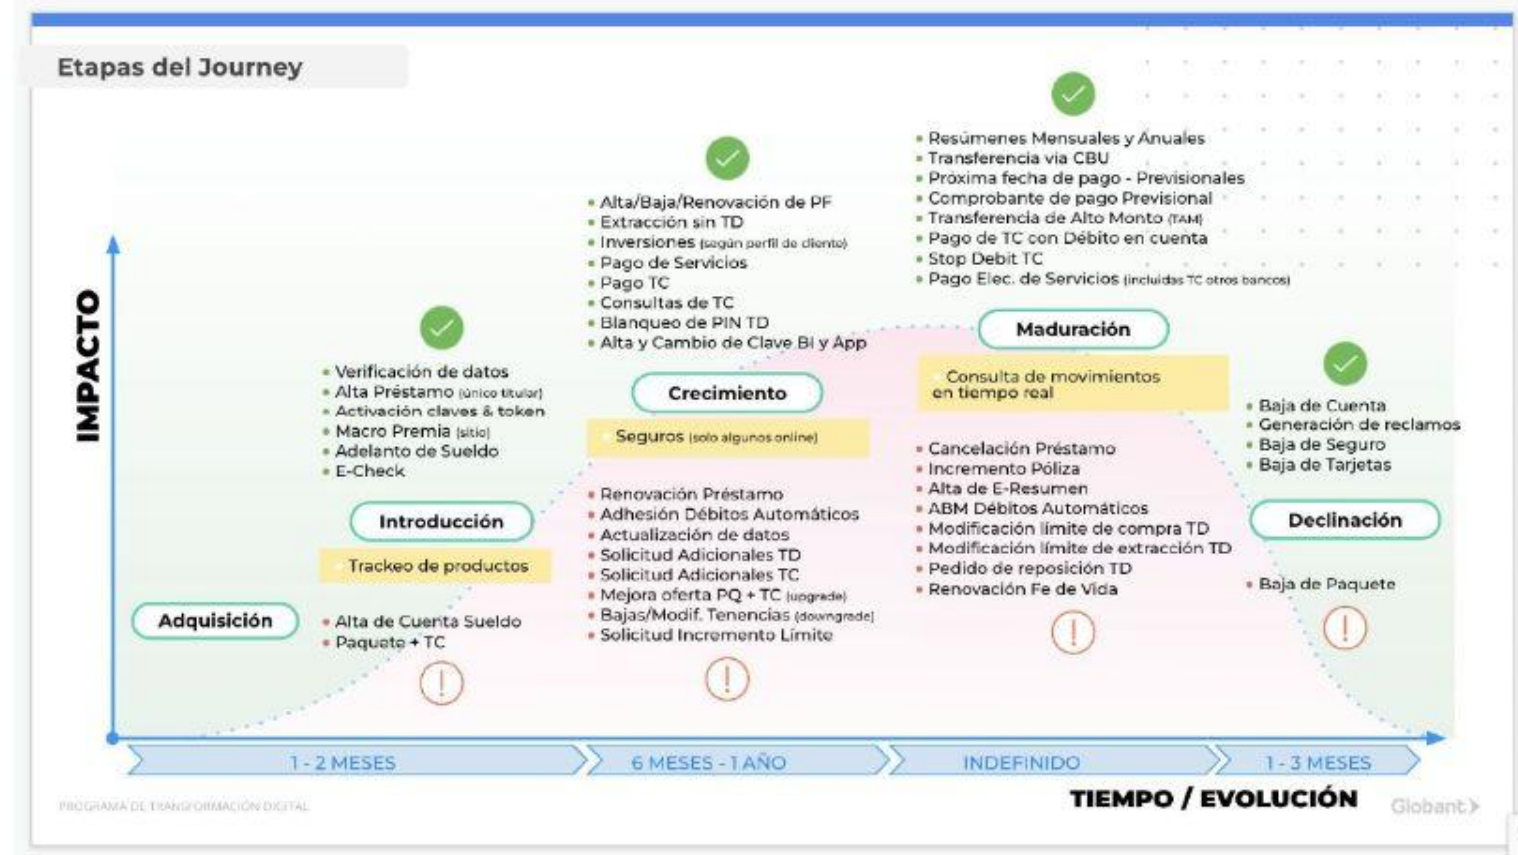 Etapas del Journey
IMPACTO
Adquisición
• Verificación de datos
• Alta Préstamo (único titular)
• Activación claves & token
• Macro Premia (sitio)
• Adelanto de Sueldo
• E-Check
Introducción
Trackeo de productos
• Alta de Cuenta Sueldo
• Paquete + TC
• Alta/Baja/Renovación de PF
• Extracción sin TD
• Inversiones (según perfil de cliente)
• Pago de Servicios
• Pago TC
• Consultas de TC
• Blanqueo de PIN TD
• Alta y Cambio de Clave BI y App
Crecimiento
Seguros (solo algunos online)
• Renovación Préstamo
• Adhesión Débitos Automáticos
• Actualización de datos
• Solicitud Adicionales TD
• Solicitud Adicionales TC
• Mejora oferta PQ + TC (upgrade)
• Bajas/Modif. Tenencias (downgrade)
• Solicitud Incremento Límite
• Resúmenes Mensuales y Anuales
• Transferencia via CBU
• Próxima fecha de pago - Previsionales
• Comprobante de pago Previsional
• Transferencia de Alto Monto (TAM)
• Pago de TC con Débito en cuenta
• Stop Debit TC
• Pago Elec. de Servicios (incluidas TC otros bancos)
Maduración
Consulta de movimientos
en tiempo real
• Cancelación Préstamo
• Incremento Póliza
• Alta de E-Resumen
• ABM Débitos Automáticos
• Modificación límite de compra TD
• Modificación límite de extracción TD
• Pedido de reposición TD
• Renovación Fe de Vida
• Baja de Cuenta
• Generación de reclamos
• Baja de Seguro
• Baja de Tarjetas
Declinación
• Baja de Paquete
1 - 2 MESES
6 MESES - 1 AÑO
INDEFINIDO
1 - 3 MESES
TIEMPO / EVOLUCIÓN
PROGRAMA DE TRANSFORMACIÓN DIGITAL
Globant